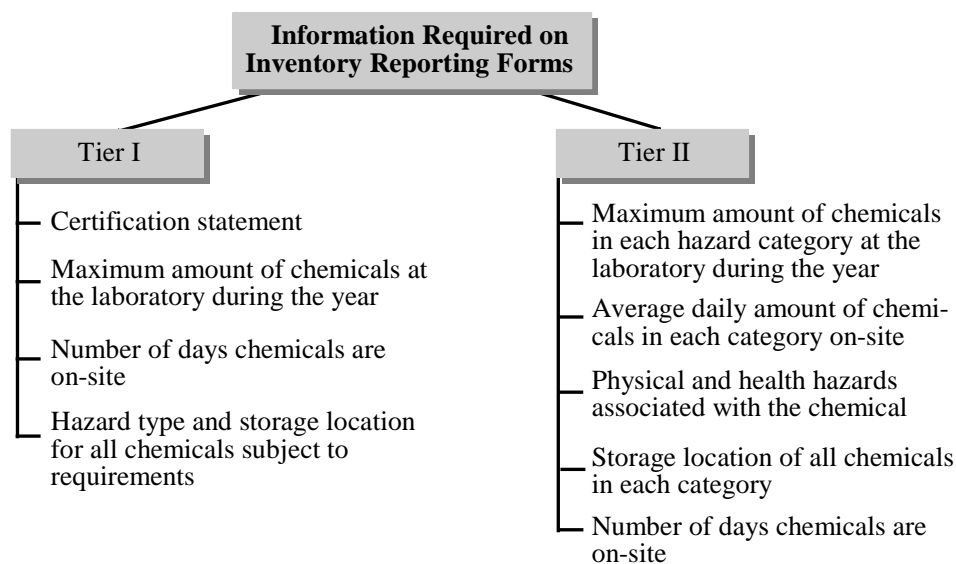 Information Required on
Inventory Reporting Forms
Tier I
Certification statement
Maximum amount of chemicals at
the laboratory during the year
Number of days chemicals are
on-site
Hazard type and storage location
for all chemicals subject to
requirements
Tier II
Maximum amount of chemicals
in each hazard category at the
laboratory during the year
Average daily amount of chemi-
cals in each category on-site
Physical and health hazards
associated with the chemical
Storage location of all chemicals
in each category
Number of days chemicals are
on-site